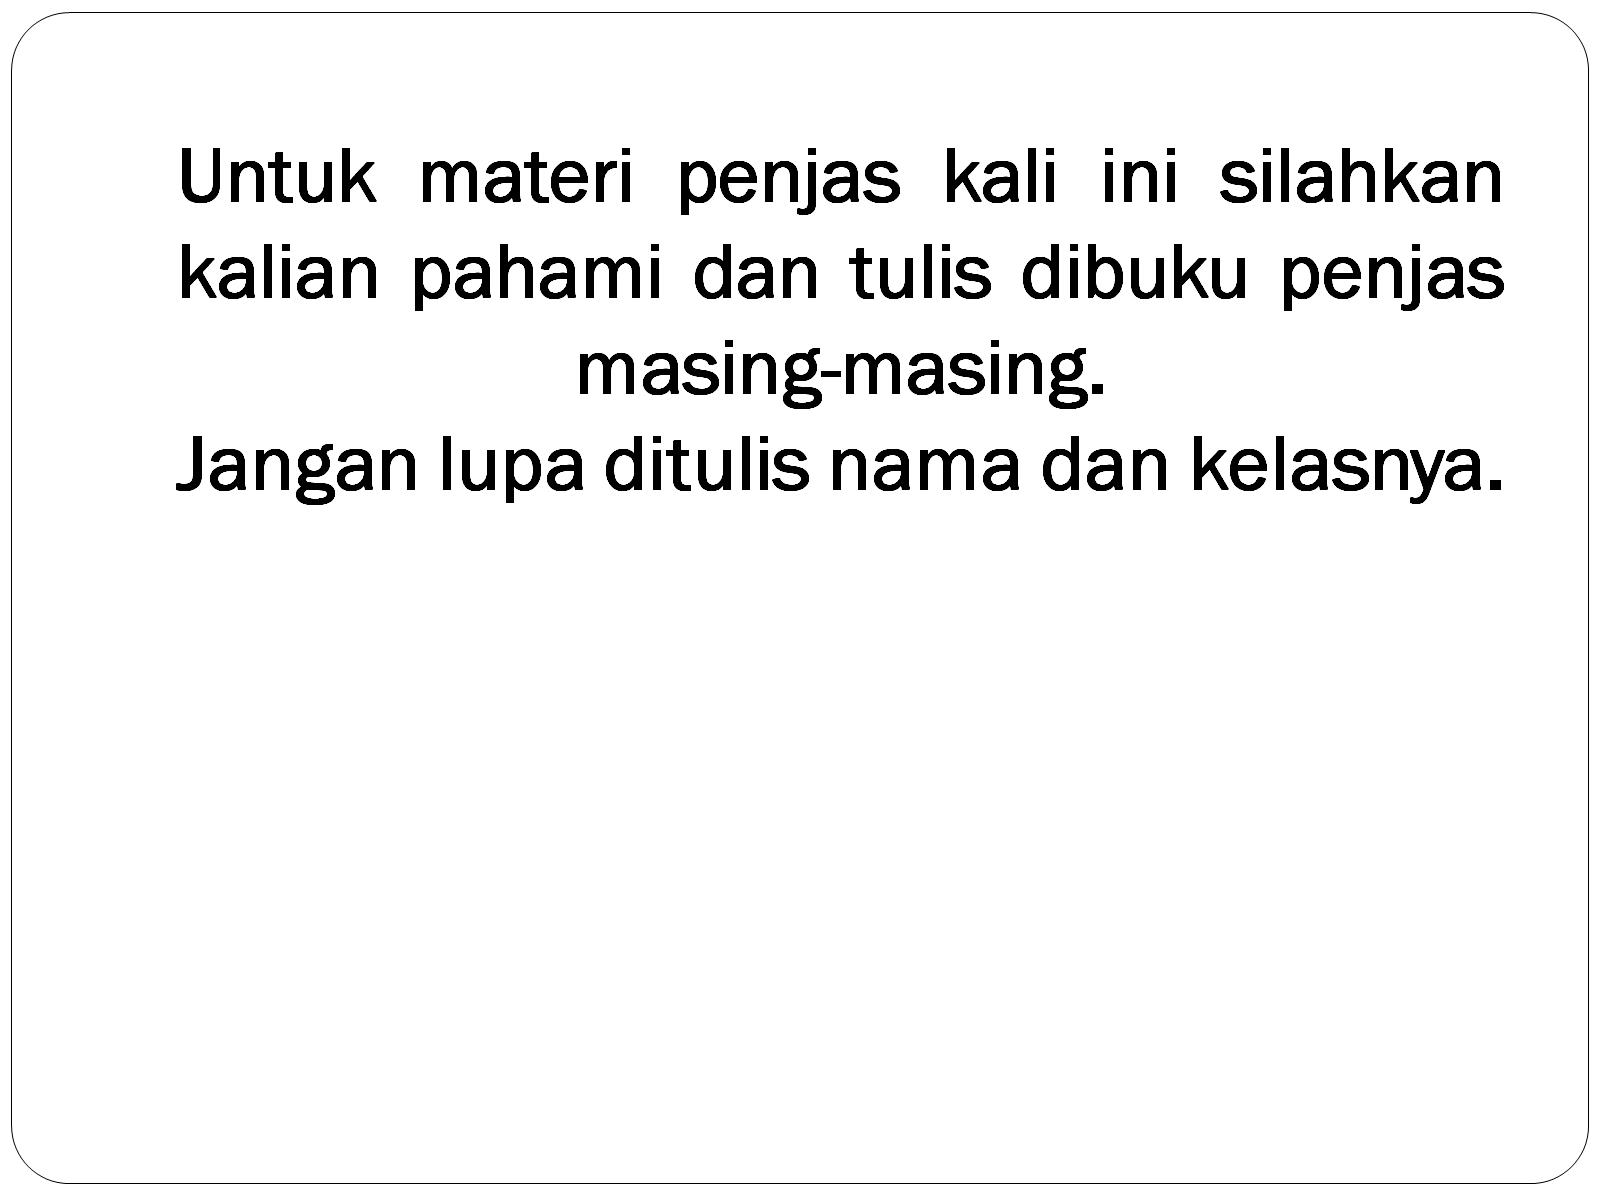 Untuk materi penjas kali ini silahkan
kalian pahami dan tulis dibuku penjas
masing-masing.
Jangan lupa ditulis nama dan kelasnya.